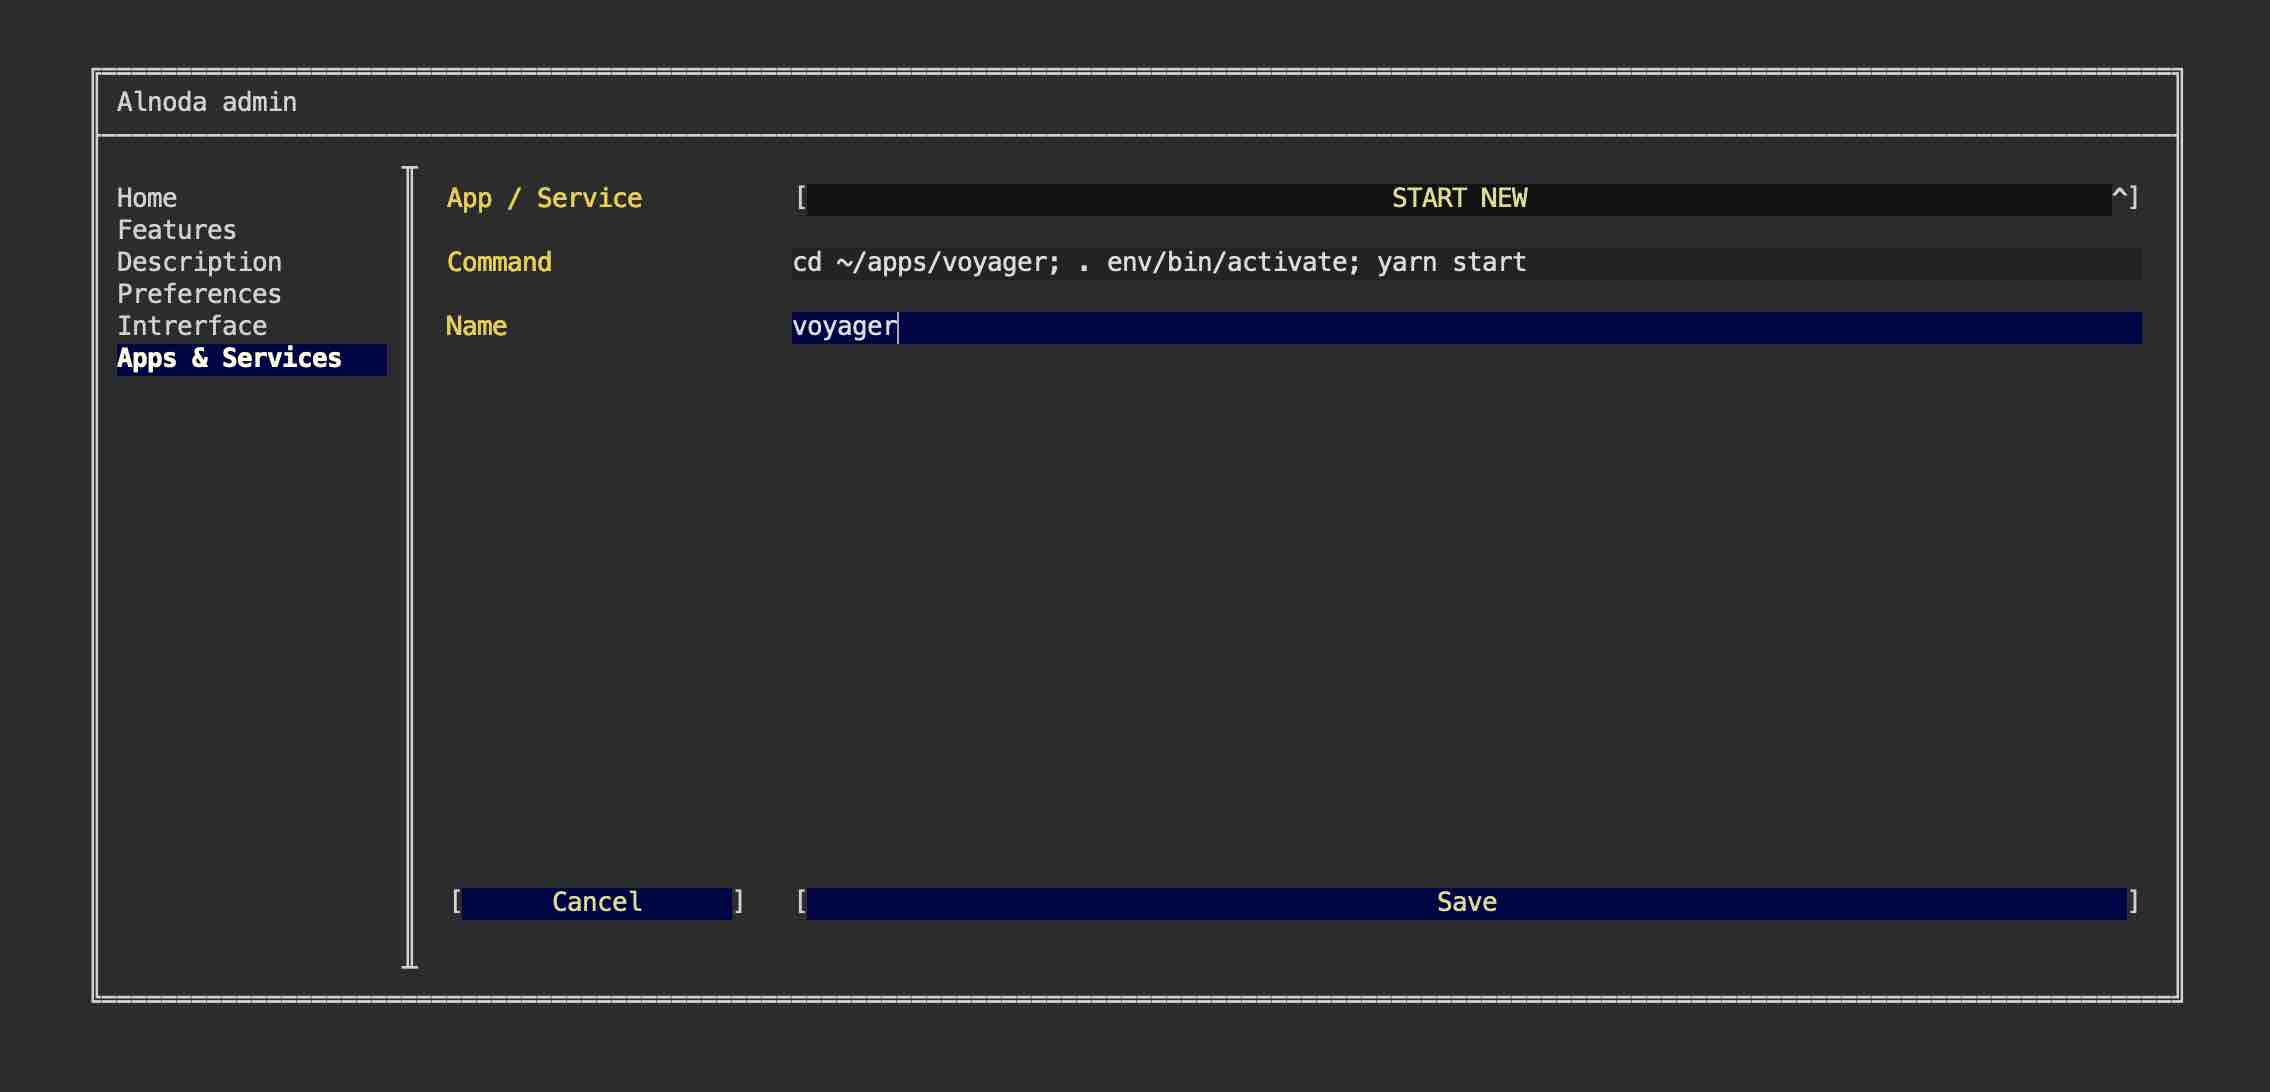 Alnoda admin
Home
Features
Description
Preferences
Intrerface
Apps & Services
App / Service [ START NEW ^]
Command cd ~/apps/voyager; . env/bin/activate; yarn start
Name voyager
[ Cancel ] [ Save ]